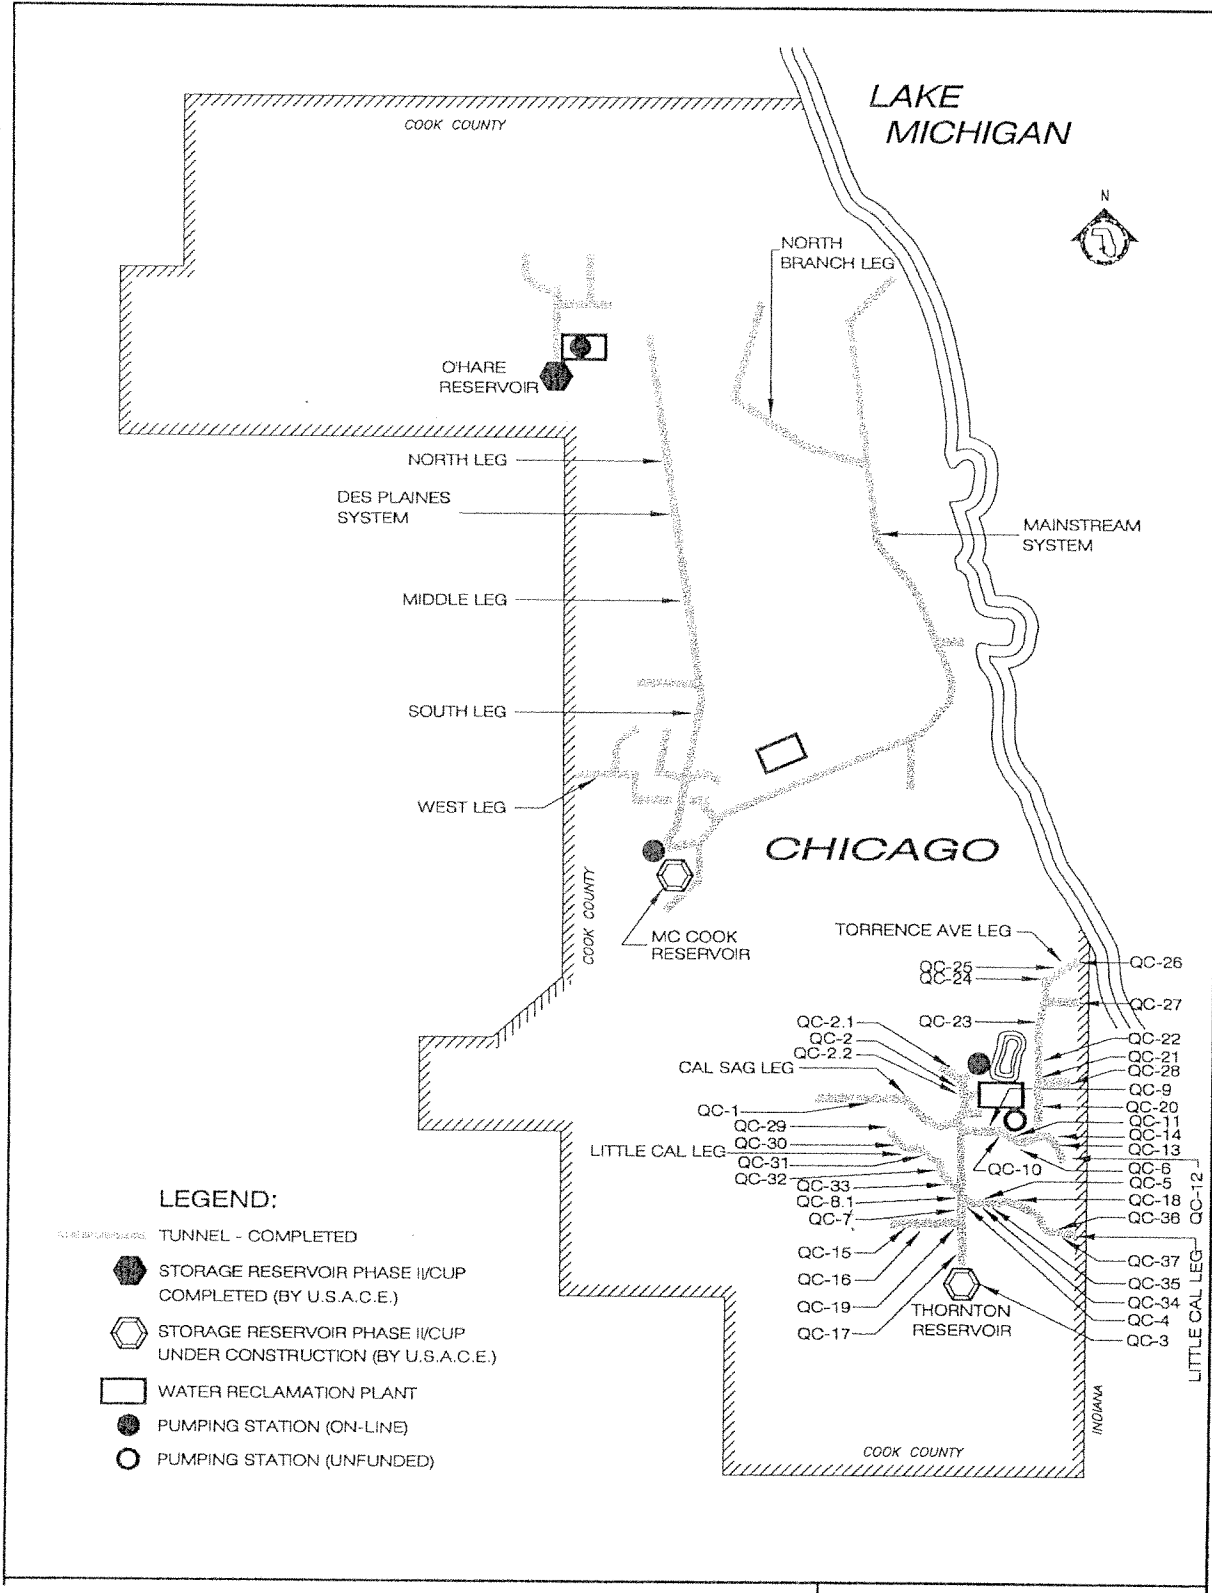 LAKE
MICHIGAN
COOK COUNTY
N
NORTH
BRANCH LEG
O'HARE
RESERVOIR
NORTH LEG
DES PLAINES
SYSTEM
MAINSTREAM
SYSTEM
MIDDLE LEG
SOUTH LEG
WEST LEG
CHICAGO
COOK COUNTY
MC COOK
RESERVOIR
TORRENCE AVE LEG
QC-25
QC-26
QC-24
QC-27
QC-2.1
QC-23
QC-2
QC-22
QC-2.2
QC-21
CAL SAG LEG
QC-28
QC-9
QC-1
QC-20
QC-29
QC-11
QC-30
QC-14
LITTLE CAL LEG
QC-13
QC-31
QC-10
QC-6
QC-32
QC-5
QC-12
QC-33
QC-18
QC-8.1
QC-36
QC-7
QC-15
QC-37
QC-16
QC-35
QC-19
QC-34
QC-17
QC-4
QC-3
LITTLE CAL LEG
THORNTON
RESERVOIR
INDIANA
COOK COUNTY
LEGEND:
TUNNEL - COMPLETED
STORAGE RESERVOIR PHASE II/CUP
COMPLETED (BY U.S.A.C.E.)
STORAGE RESERVOIR PHASE II/CUP
UNDER CONSTRUCTION (BY U.S.A.C.E.)
WATER RECLAMATION PLANT
PUMPING STATION (ON-LINE)
PUMPING STATION (UNFUNDED)